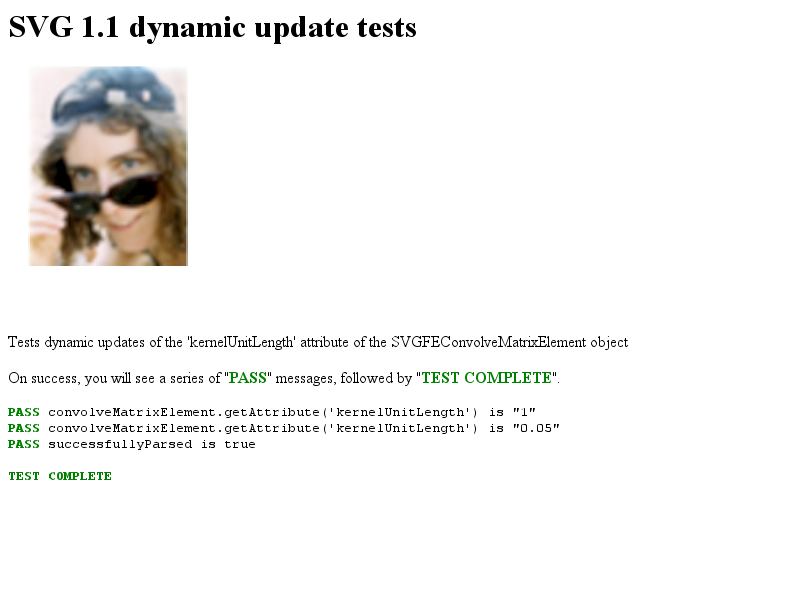 SVG 1.1 dynamic update tests
Tests dynamic updates of the 'kernelUnitLength' attribute of the SVGFEConvolveMatrixElement object
On success, you will see a series of "PASS" messages, followed by "TEST COMPLETE".
PASS convolveMatrixElement.getAttribute('kernelUnitLength') is "1"
PASS convolveMatrixElement.getAttribute('kernelUnitLength') is "0.05"
PASS successfullyParsed is true
TEST COMPLETE